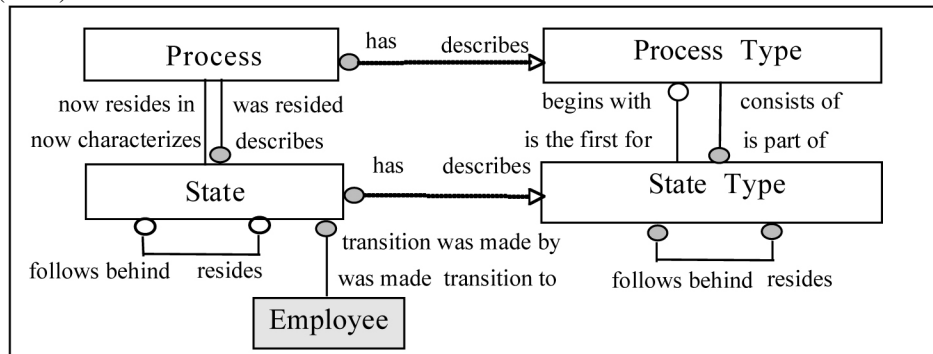 Process
has
describes
Process Type
now resides in
was resided
begins with
consists of
now characterizes
describes
is the first for
is part of
State
has
describes
State Type
transition was made by
follows behind
resides
was made transition to
follows behind
resides
Employee